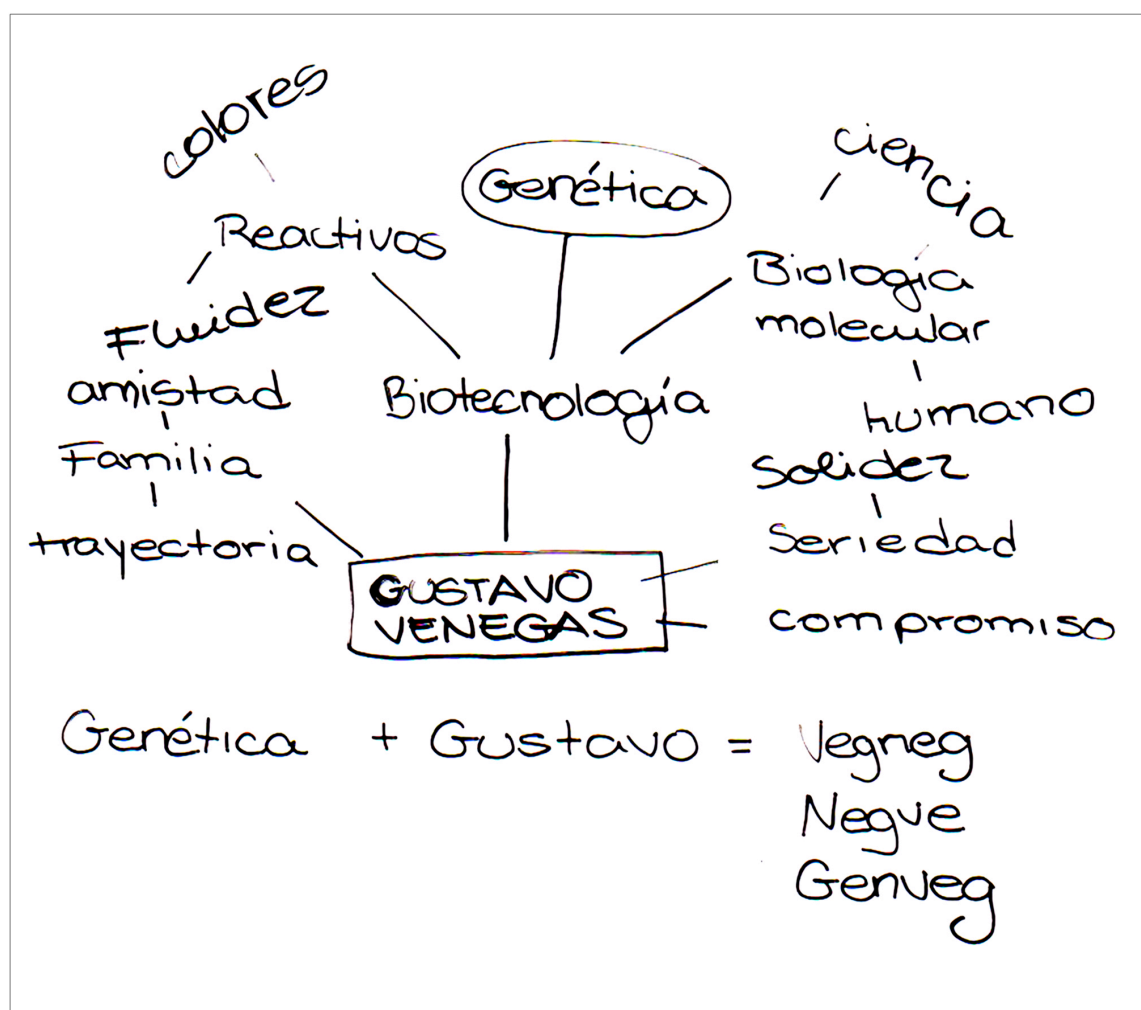 colores
Genética
ciencia
Reactivos
Biología
molecular
Fluidez
amistad
Biotecnología
humano
Familia
Solidez
trayectoria
Seriedad
GUSTAVO
VENEGAS
compromiso
Genética + Gustavo = Vegneg
Negve
Genveg